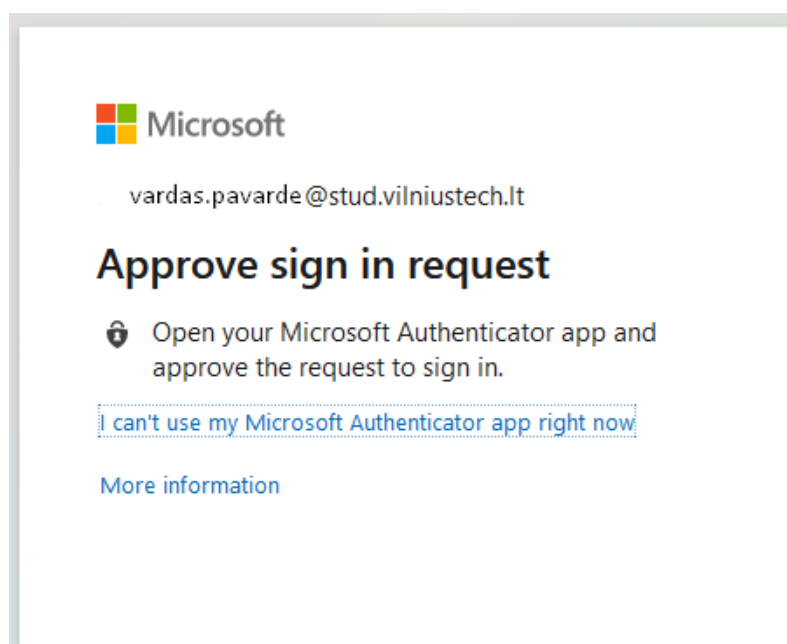 Microsoft
vardas.pavarde@stud.vilniustech.lt
Approve sign in request
Open your Microsoft Authenticator app and
approve the request to sign in.
I can't use my Microsoft Authenticator app right now
More information